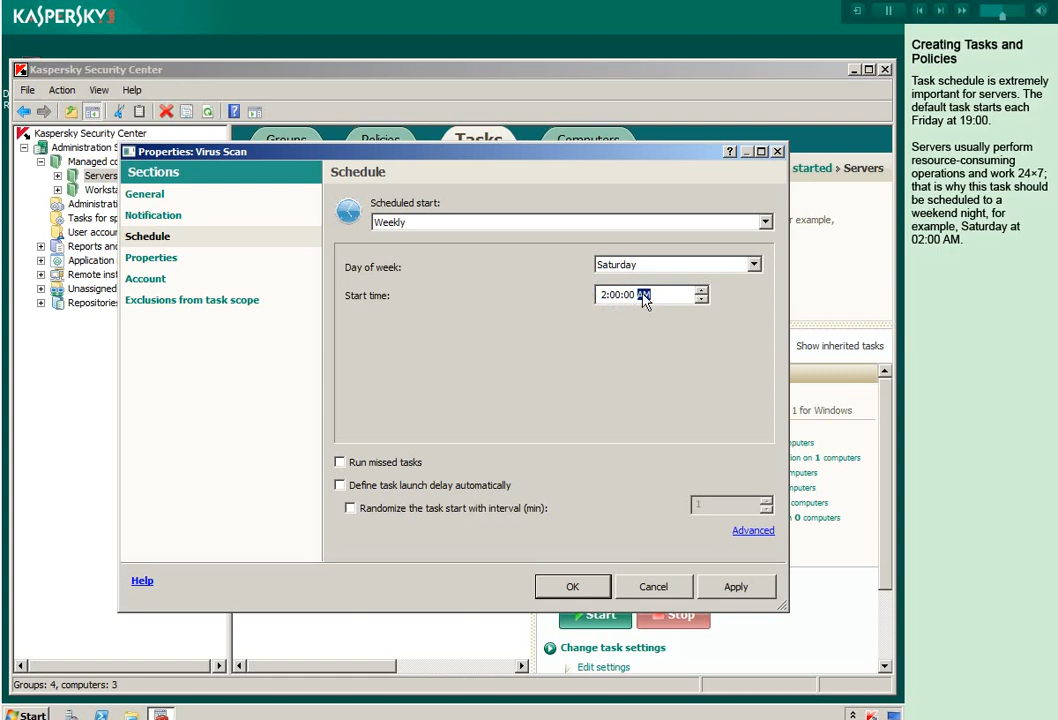 KASPERSKY
Kaspersky Security Center
File Action View Help
Kaspersky Security Center
Administration S
Managed co
Servers
Worksta
Administrati
Tasks for sp
User accour
Reports and
Application
Remote inst
Unassigned
Repositories
Groups Policies Tasks Computers
started > Servers
r example,
Show inherited tasks
1 for Windows
mputers
ion on 1 computers
mputers
mputers
computers
n 0 computers
Properties: Virus Scan
Sections
General
Notification
Schedule
Properties
Account
Exclusions from task scope
Help
Schedule
Scheduled start:
Weekly
Day of week:
Saturday
Start time:
2:00:00 AM
Run missed tasks
Define task launch delay automatically
Randomize the task start with interval (min):
1
Advanced
OK Cancel Apply
Start Stop
Change task settings
Edit settings
Groups: 4, computers: 3
Start
Creating Tasks and
Policies
Task schedule is extremely
important for servers. The
default task starts each
Friday at 19:00.
Servers usually perform
resource-consuming
operations and work 24×7;
that is why this task should
be scheduled to a
weekend night, for
example, Saturday at
02:00 AM.